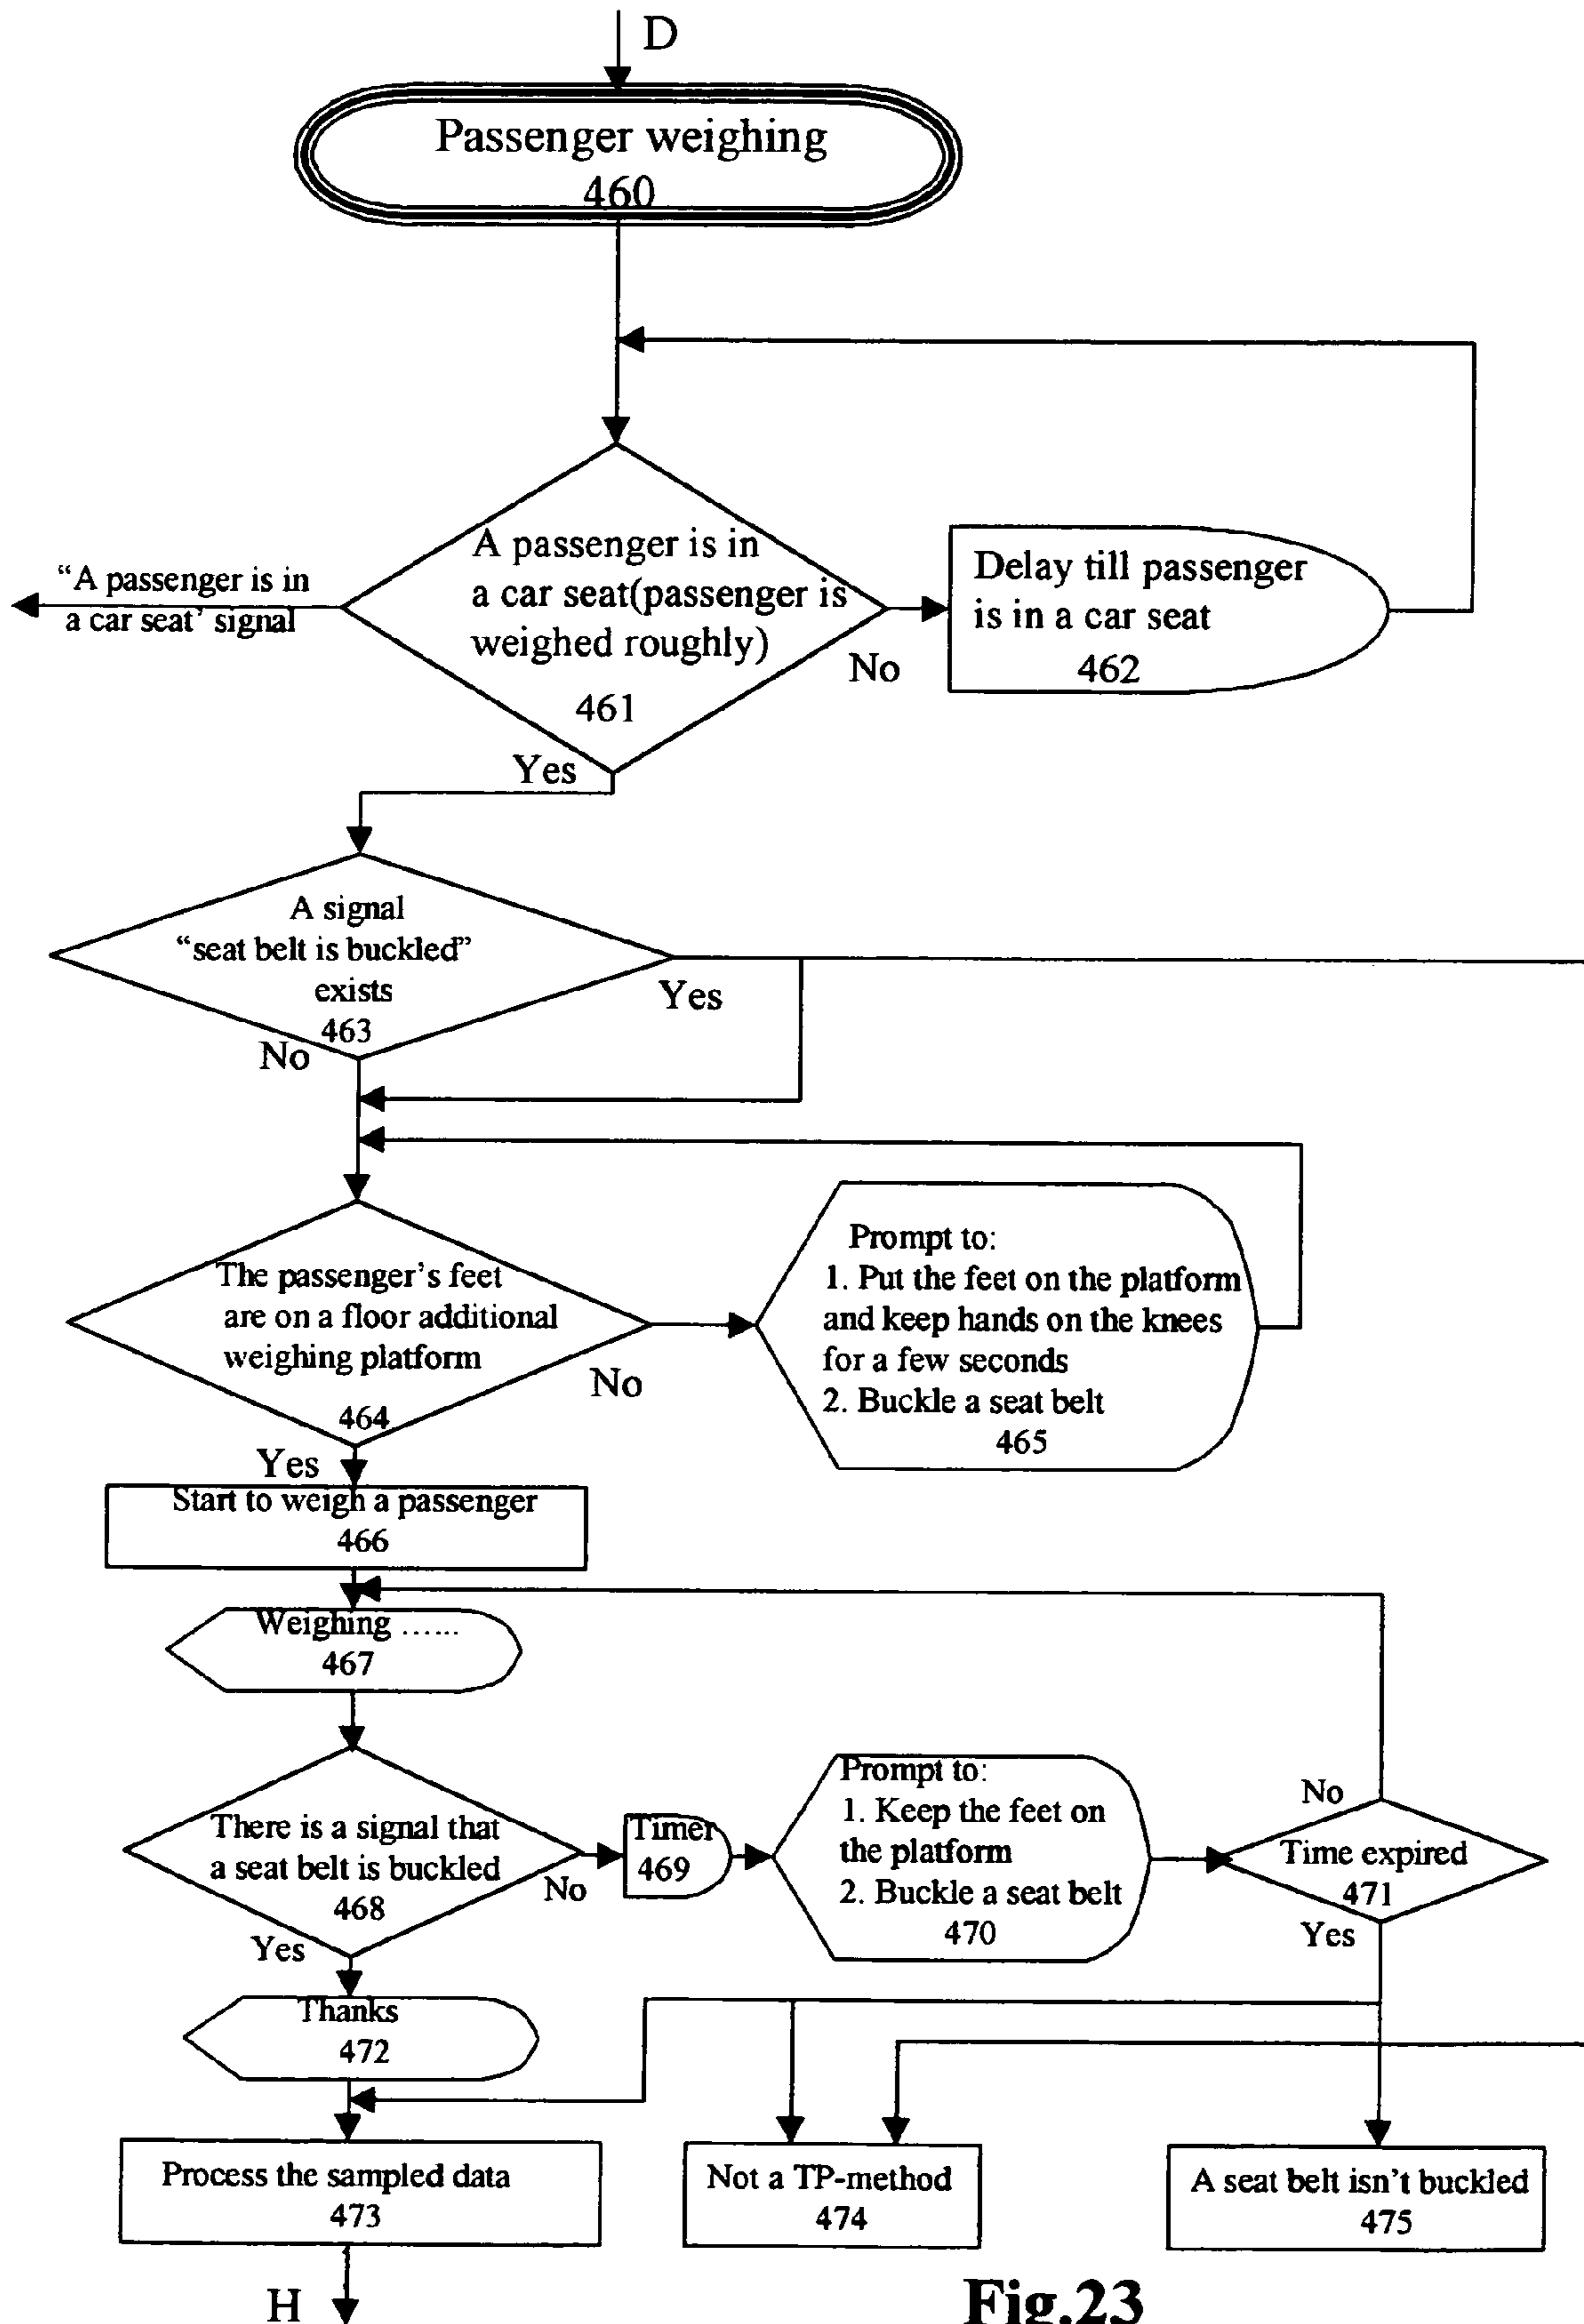 D
Passenger weighing
460
A passenger is in
a car seat(passenger is
weighed roughly)
461
“A passenger is in
a car seat’ signal
No
Delay till passenger
is in a car seat
462
Yes
A signal
“seat belt is buckled”
exists
463
Yes
No
The passenger's feet
are on a floor additional
weighing platform
464
No
Prompt to:
1. Put the feet on the platform
and keep hands on the knees
for a few seconds
2. Buckle a seat belt
465
Yes
Start to weigh a passenger
466
Weighing ......
467
There is a signal that
a seat belt is buckled
468
No
Timer
469
Prompt to:
1. Keep the feet on
the platform
2. Buckle a seat belt
470
No
Time expired
471
Yes
Yes
Thanks
472
Process the sampled data
473
Not a TP-method
474
A seat belt isn't buckled
475
H
Fig.23